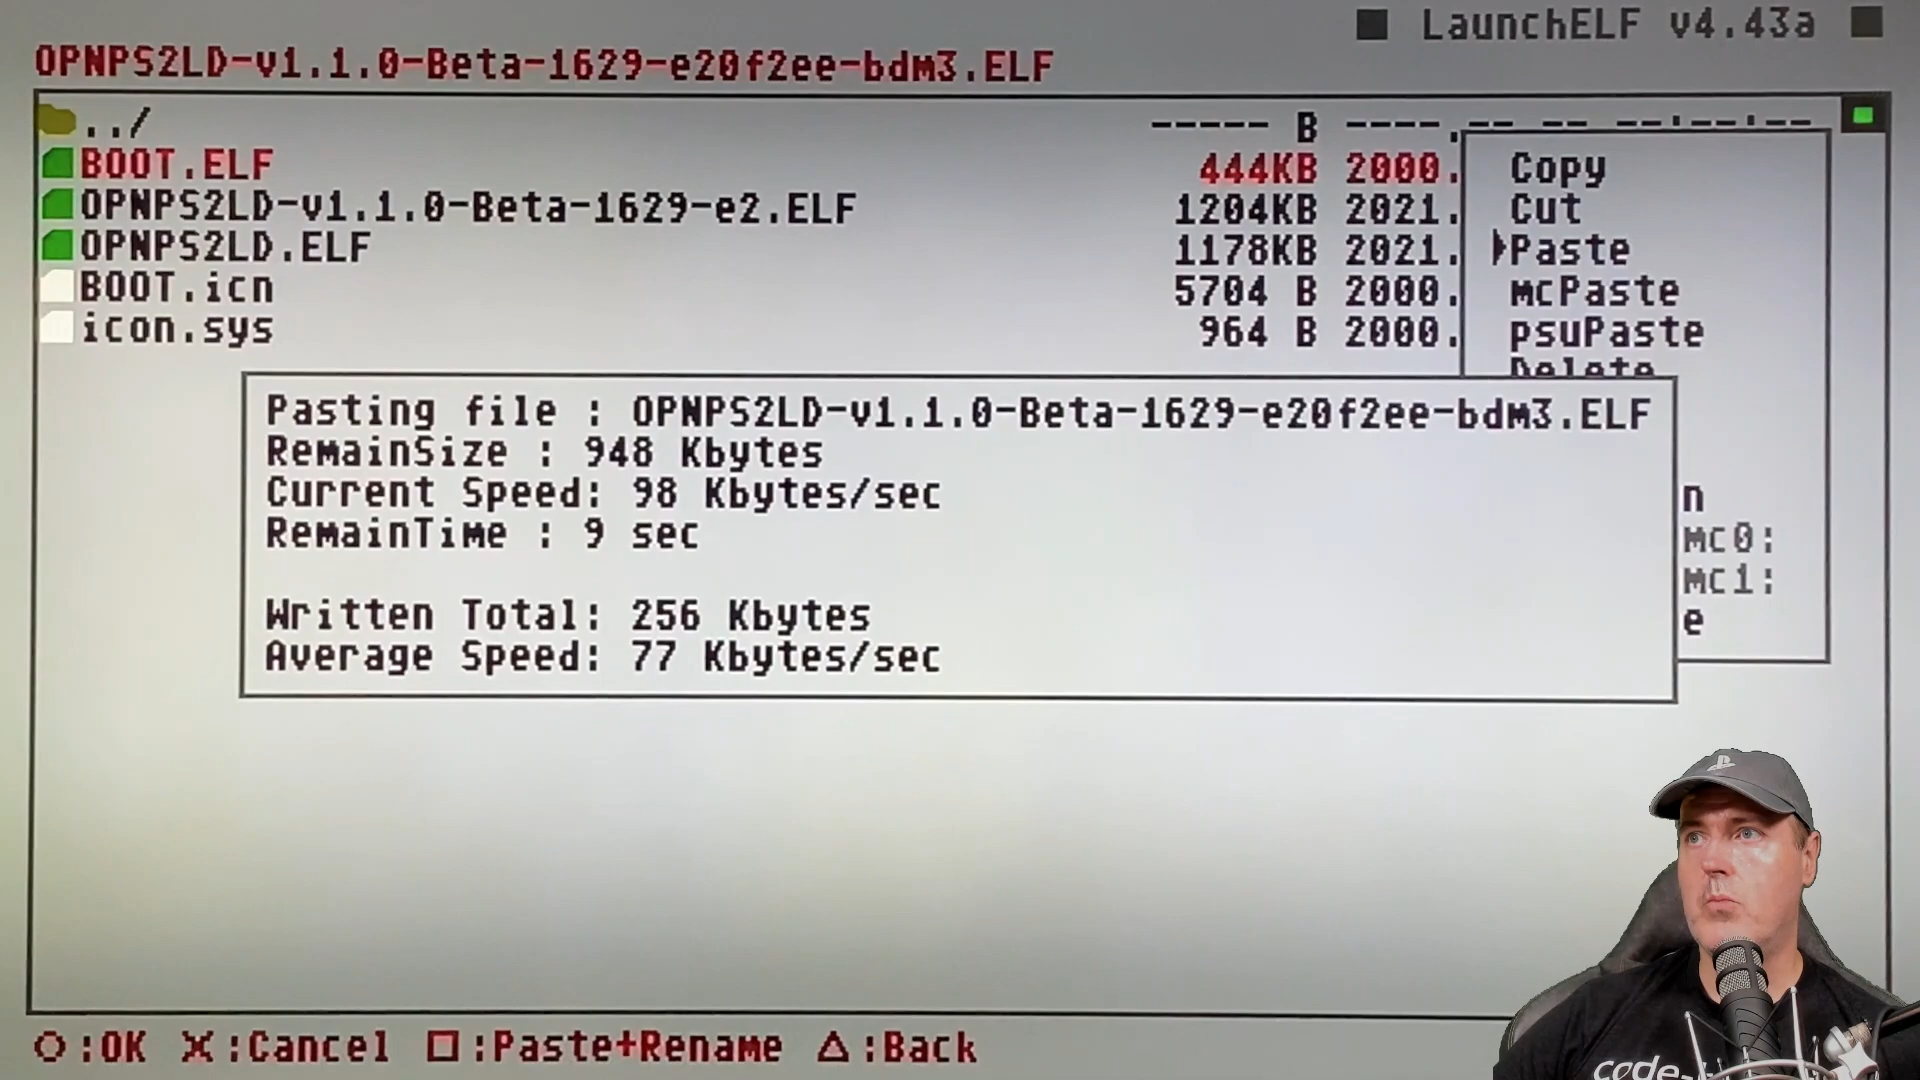 LaunchELF v4.43a
OPNPS2LD-v1.1.0-Beta-1629-e20f2ee-bdm3.ELF
../ ----- B ----.-- -- --:--:--
BOOT.ELF 444KB 2000.
OPNPS2LD-v1.1.0-Beta-1629-e2.ELF 1204KB 2021.
OPNPS2LD.ELF 1178KB 2021.
BOOT.icn 5704 B 2000.
icon.sys 964 B 2000.
Copy
Cut
Paste
mcPaste
psuPaste
Delete
n
mc0:
mc1:
e
Pasting file : OPNPS2LD-v1.1.0-Beta-1629-e20f2ee-bdm3.ELF
RemainSize : 948 Kbytes
Current Speed: 98 Kbytes/sec
RemainTime : 9 sec
Written Total: 256 Kbytes
Average Speed: 77 Kbytes/sec
O:OK X:Cancel □:Paste+Rename △:Back
code-